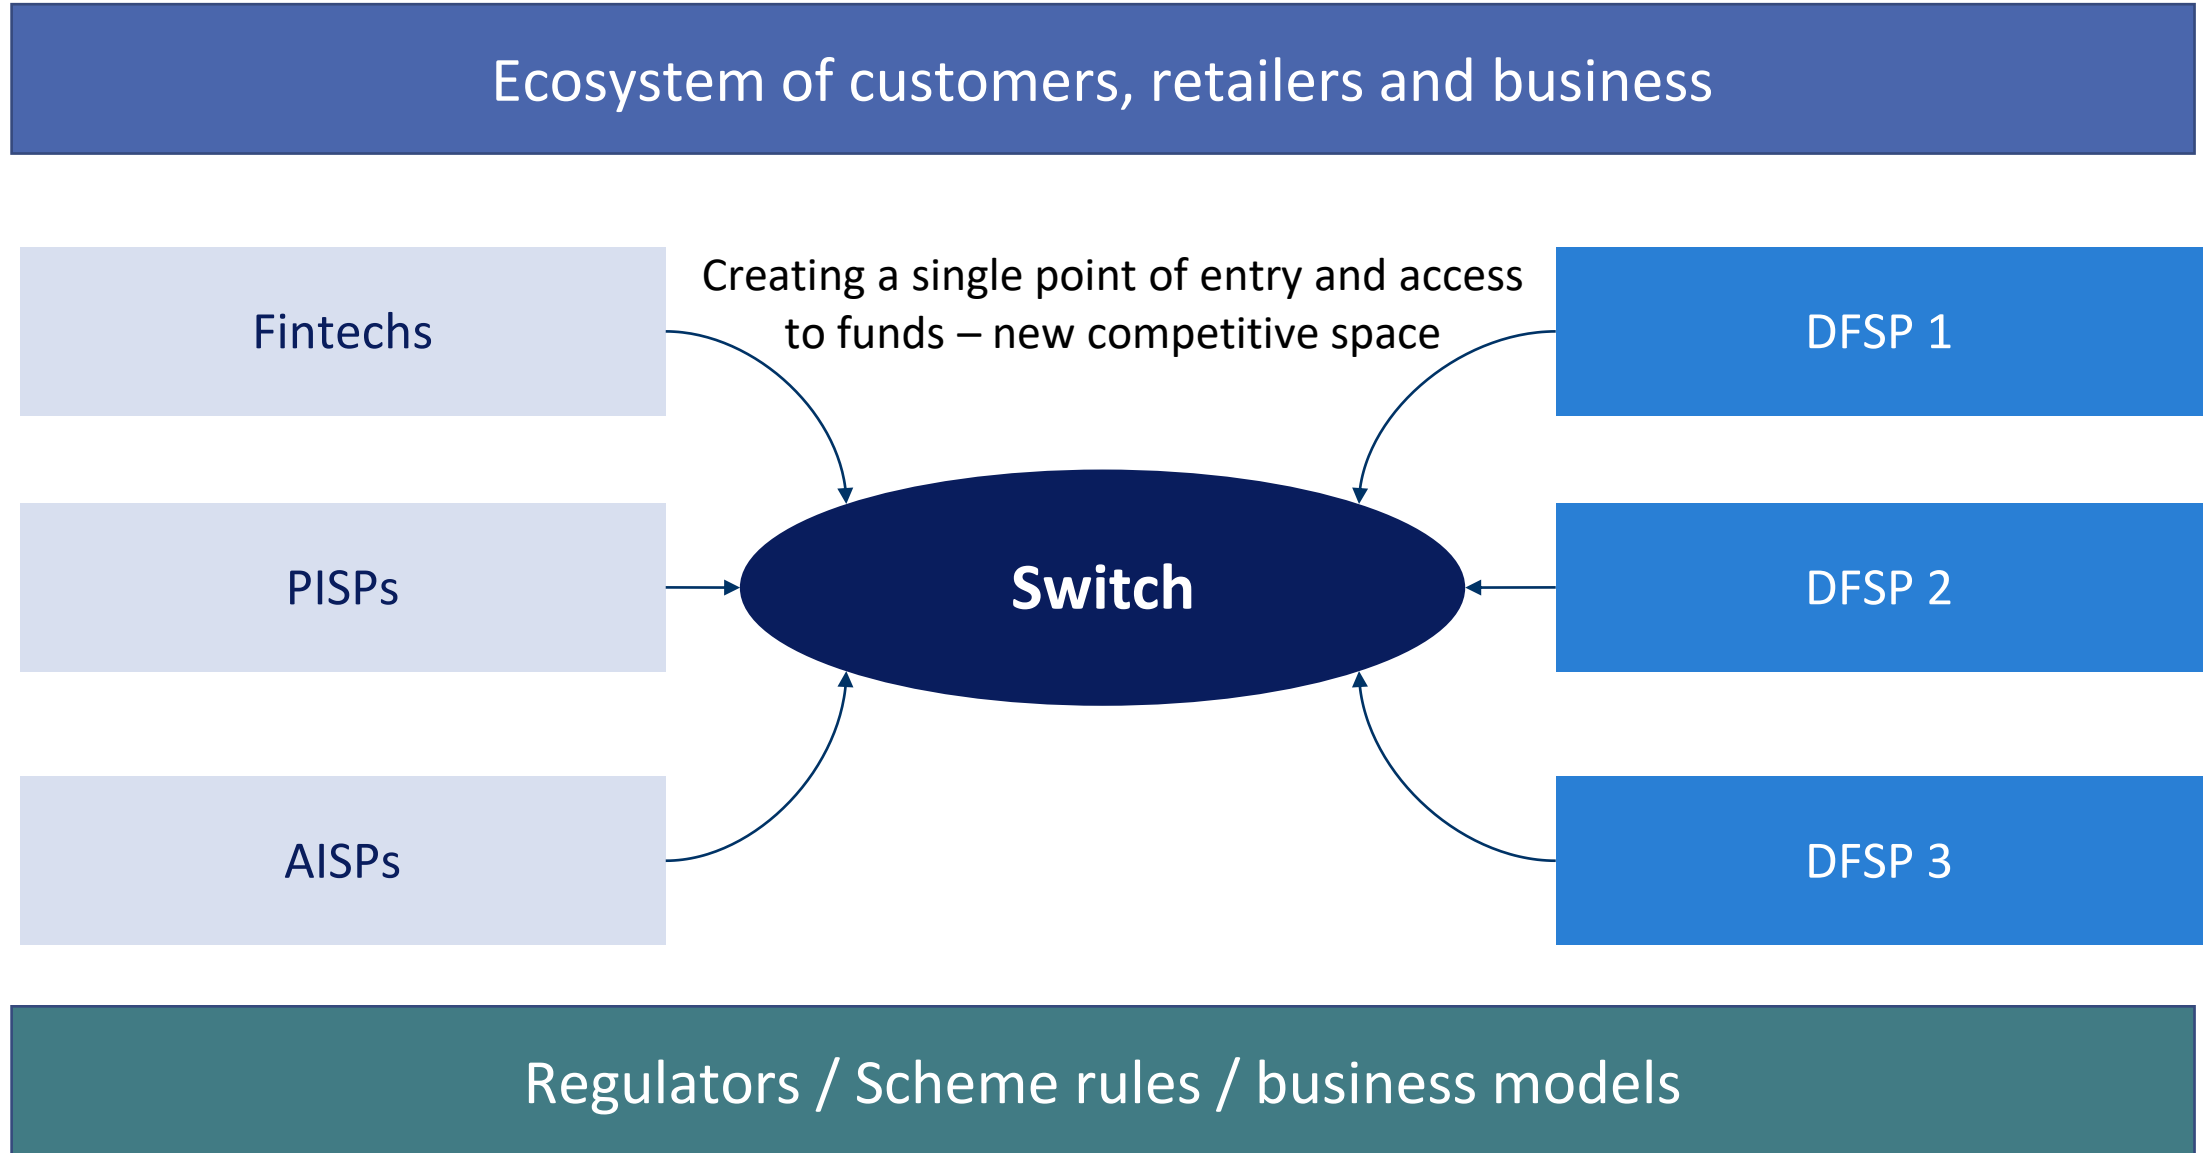 Ecosystem of customers, retailers and business
Creating a single point of entry and access
to funds – new competitive space
Fintechs
DFSP 1
PISPs
Switch
DFSP 2
AISPs
DFSP 3
Regulators / Scheme rules / business models